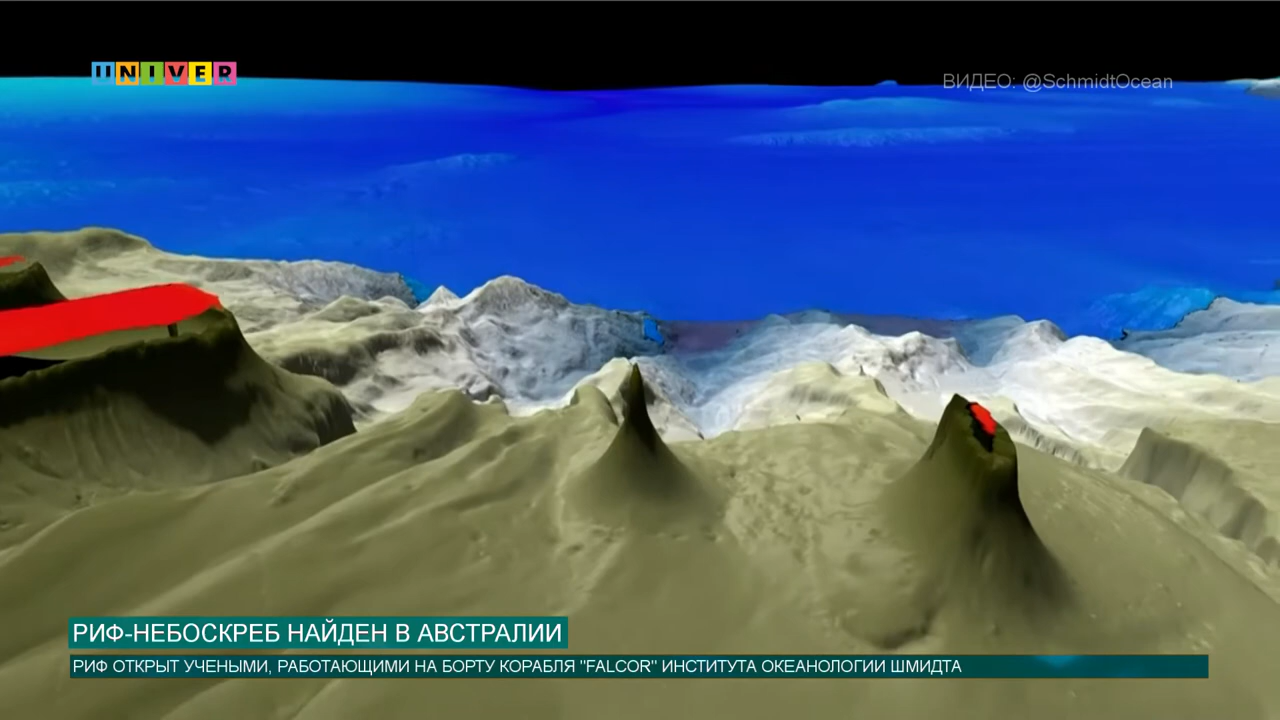 UNIVER
ВИДЕО: @SchmidtOcean
РИФ-НЕБОСКРЕБ НАЙДЕН В АВСТРАЛИИ
РИФ ОТКРЫТ УЧЕНЫМИ, РАБОТАЮЩИМИ НА БОРТУ КОРАБЛЯ "FALCOR" ИНСТИТУТА ОКЕАНОЛОГИИ ШМИДТА